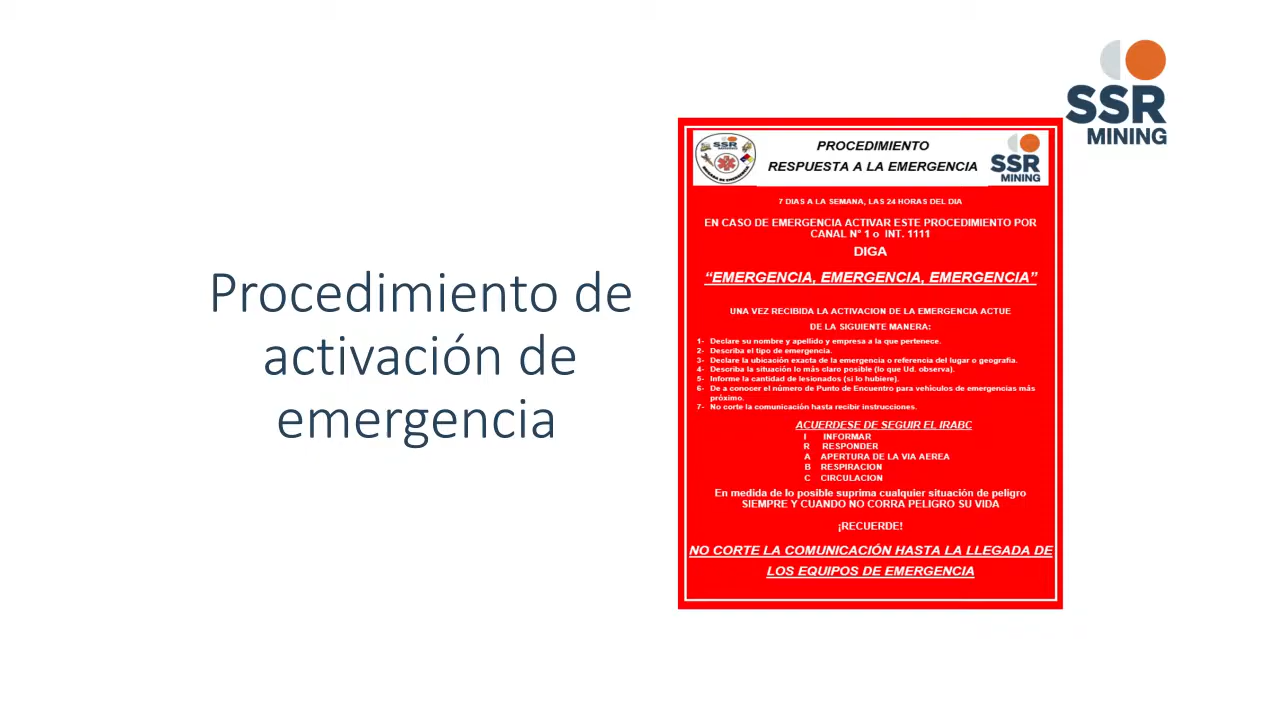 SSR
MINING
Procedimiento de
activación de
emergencia
SSR
PROCEDIMIENTO
RESPUESTA A LA EMERGENCIA
SSR
MINING
7 DIAS A LA SEMANA, LAS 24 HORAS DEL DIA
EN CASO DE EMERGENCIA ACTIVAR ESTE PROCEDIMIENTO POR
CANAL N° 1 o INT. 1111
DIGA
“EMERGENCIA, EMERGENCIA, EMERGENCIA”
UNA VEZ RECIBIDA LA ACTIVACION DE LA EMERGENCIA ACTUE
DE LA SIGUIENTE MANERA:
1- Declare su nombre y apellido y empresa a la que pertenece.
2- Describa el tipo de emergencia.
3- Declare la ubicación exacta de la emergencia o referencia del lugar o geografía.
4- Describa la situación lo más claro posible (lo que Ud. observa).
5- Informe la cantidad de lesionados (si lo hubiere).
6- De a conocer el número de Punto de Encuentro para vehículos de emergencias más
próximo.
7- No corte la comunicación hasta recibir instrucciones.
ACUERDESE DE SEGUIR EL IRABC
I INFORMAR
R RESPONDER
A APERTURA DE LA VIA AEREA
B RESPIRACION
C CIRCULACION
En medida de lo posible suprima cualquier situación de peligro
SIEMPRE Y CUANDO NO CORRA PELIGRO SU VIDA
¡RECUERDE!
NO CORTE LA COMUNICACIÓN HASTA LA LLEGADA DE
LOS EQUIPOS DE EMERGENCIA